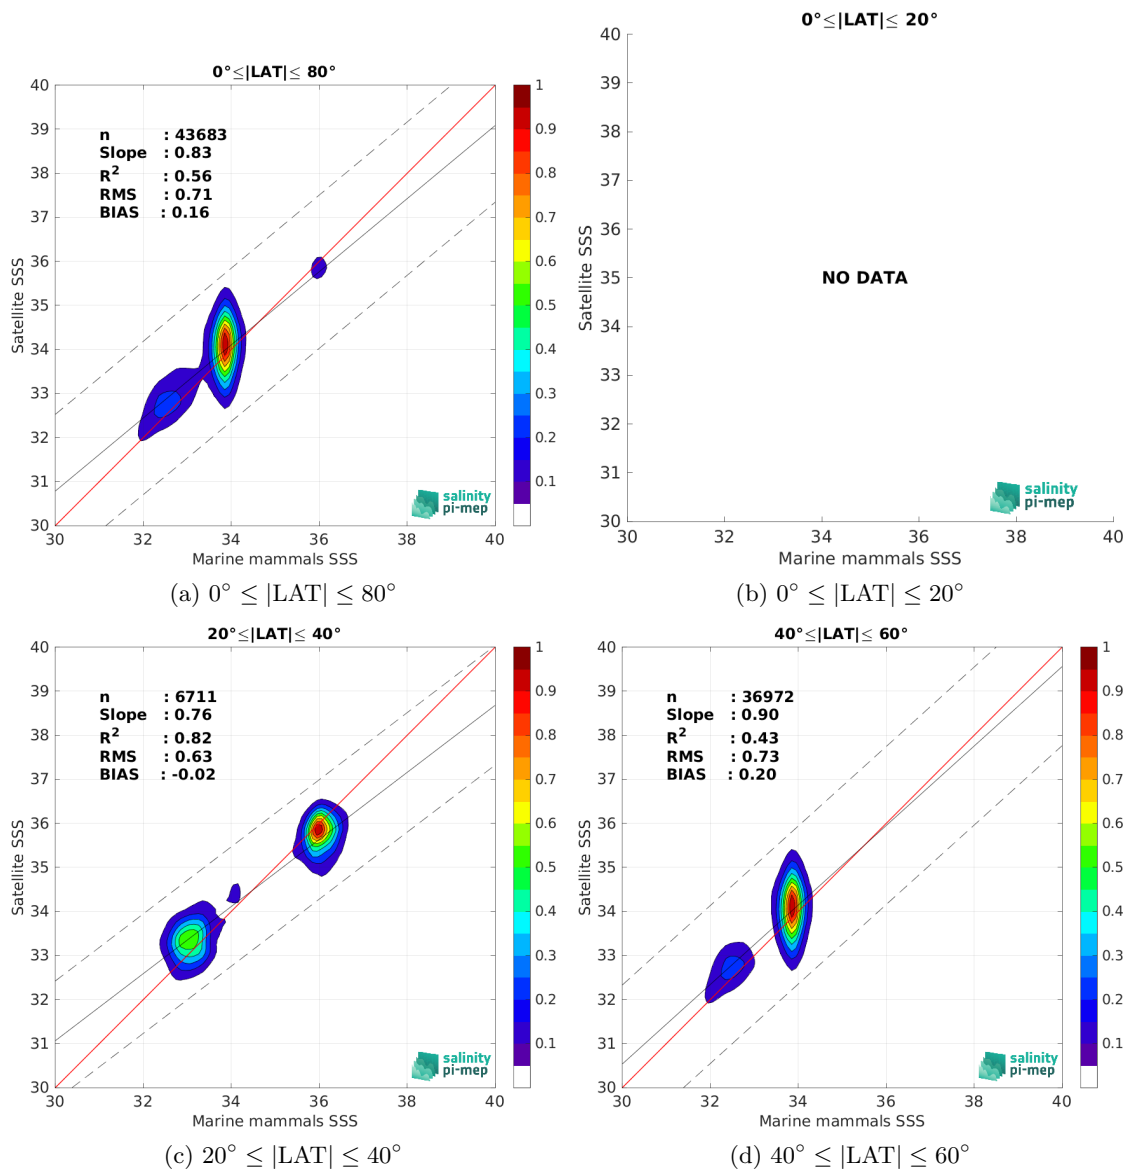 0°≤|LAT|≤ 80°
n : 43683
Slope : 0.83
R² : 0.56
RMS : 0.71
BIAS : 0.16
40
39
38
37
36
35
34
33
32
31
30
Satellite SSS
30 32 34 36 38 40
Marine mammals SSS
1
0.9
0.8
0.7
0.6
0.5
0.4
0.3
0.2
0.1
salinity
pi-mep
(a) 0° ≤ |LAT| ≤ 80°
0°≤|LAT|≤ 20°
40
39
38
37
36
35
34
33
32
31
30
Satellite SSS
NO DATA
30 32 34 36 38 40
Marine mammals SSS
salinity
pi-mep
(b) 0° ≤ |LAT| ≤ 20°
20°≤|LAT|≤ 40°
n : 6711
Slope : 0.76
R² : 0.82
RMS : 0.63
BIAS : -0.02
40
39
38
37
36
35
34
33
32
31
30
Satellite SSS
30 32 34 36 38 40
Marine mammals SSS
1
0.9
0.8
0.7
0.6
0.5
0.4
0.3
0.2
0.1
salinity
pi-mep
(c) 20° ≤ |LAT| ≤ 40°
40°≤|LAT|≤ 60°
n : 36972
Slope : 0.90
R² : 0.43
RMS : 0.73
BIAS : 0.20
40
39
38
37
36
35
34
33
32
31
30
Satellite SSS
30 32 34 36 38 40
Marine mammals SSS
1
0.9
0.8
0.7
0.6
0.5
0.4
0.3
0.2
0.1
salinity
pi-mep
(d) 40° ≤ |LAT| ≤ 60°